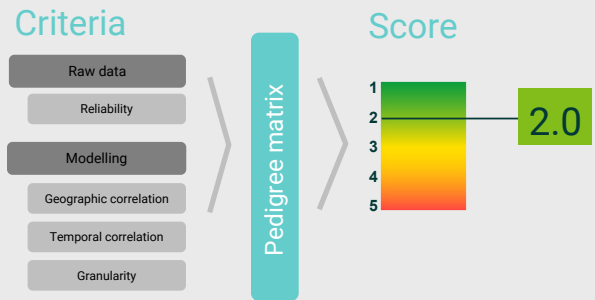 Criteria
Raw data
Reliability
Modelling
Geographic correlation
Temporal correlation
Granularity
Pedigree matrix
Score
1
2
3
4
5
2.0